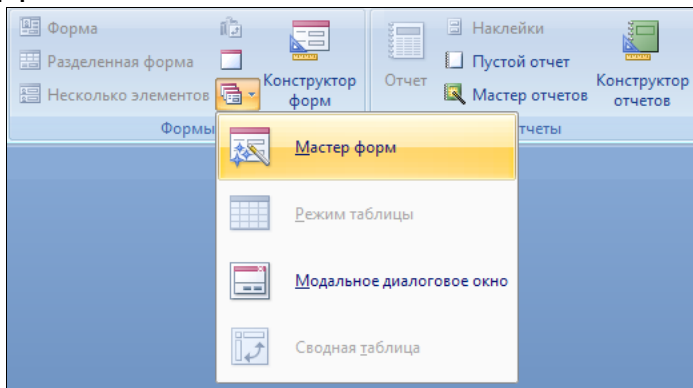 Форма
Разделенная форма
Несколько элементов
Конструктор
форм
Формы
Отчет
Наклейки
Пустой отчет
Мастер отчетов
Конструктор
отчетов
тчеты
Мастер форм
Режим таблицы
Модальное диалоговое окно
Сводная таблица